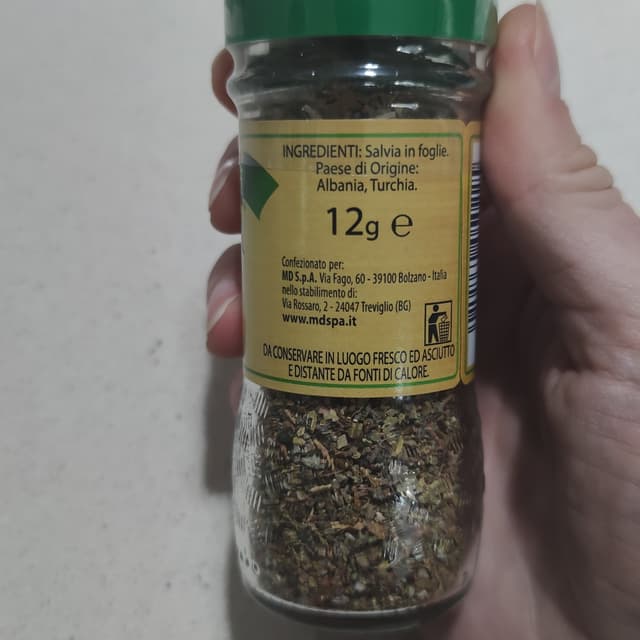 INGREDIENTI: Salvia in foglie.
Paese di Origine:
Albania, Turchia.
12g e
Confezionato per:
MD S.p.A. Via Fago, 60 - 39100 Bolzano - Italia
nello stabilimento di:
Via Rossaro, 2 - 24047 Treviglio (BG)
www.mdspa.it
DA CONSERVARE IN LUOGO FRESCO ED ASCIUTTO
E DISTANTE DA FONTI DI CALORE.